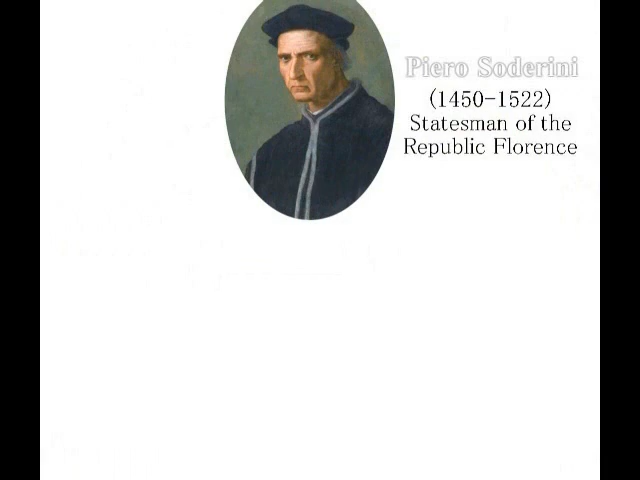 Piero Soderini
(1450-1522)
Statesman of the
Republic Florence